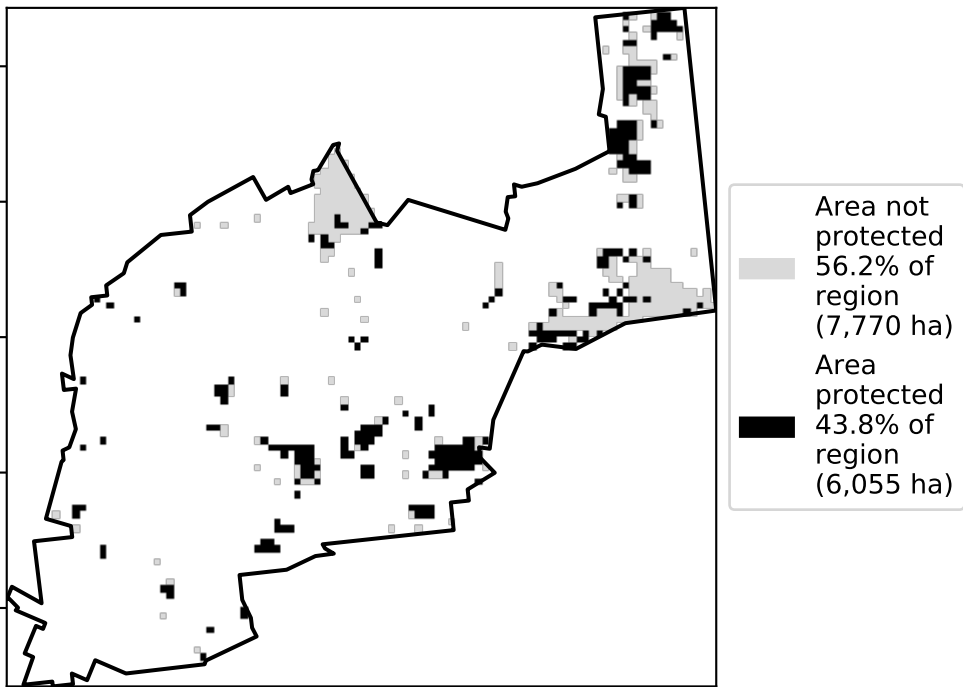 Area not
protected
56.2% of
region
(7,770 ha)
Area
protected
43.8% of
region
(6,055 ha)